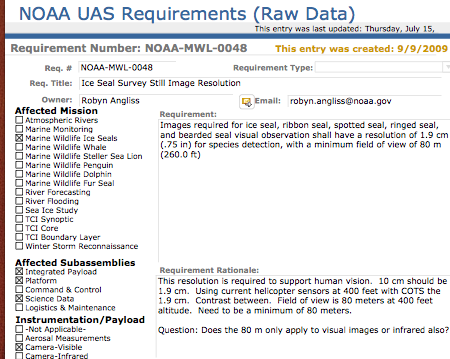 NOAA UAS Requirements (Raw Data)
This entry was last updated: Thursday, July 15,
Requirement Number: NOAA-MWL-0048
This entry was created: 9/9/2009
Req. # NOAA-MWL-0048 Requirement Type:
Req. Title: Ice Seal Survey Still Image Resolution
Owner: Robyn Angliss Email: robyn.angliss@noaa.gov
Affected Mission
Atmospheric Rivers
Marine Monitoring
Marine Wildlife Ice Seals
Marine Wildlife Whale
Marine Wildlife Steller Sea Lion
Marine Wildlife Penguin
Marine Wildlife Dolphin
Marine Wildlife Fur Seal
River Forecasting
River Flooding
Sea Ice Study
TCI Synoptic
TCI Core
TCI Boundary Layer
Winter Storm Reconnaissance
Requirement:
Images required for ice seal, ribbon seal, spotted seal, ringed seal,
and bearded seal visual observation shall have a resolution of 1.9 cm
(.75 in) for species detection, with a minimum field of view of 80 m
(260.0 ft)
Affected Subassemblies
Integrated Payload
Platform
Command & Control
Science Data
Logistics & Maintenance
Instrumentation/Payload
-Not Applicable-
Aerosol Measurements
Camera-Visible
Camera-Infrared
Requirement Rationale:
This resolution is required to support human vision. 10 cm should be
1.9 cm. Using current helicopter sensors at 400 feet with COTS the
1.9 cm. Contrast between. Field of view is 80 meters at 400 feet
altitude. Need to be a minimum of 80 meters.
Question: Does the 80 m only apply to visual images or infrared also?